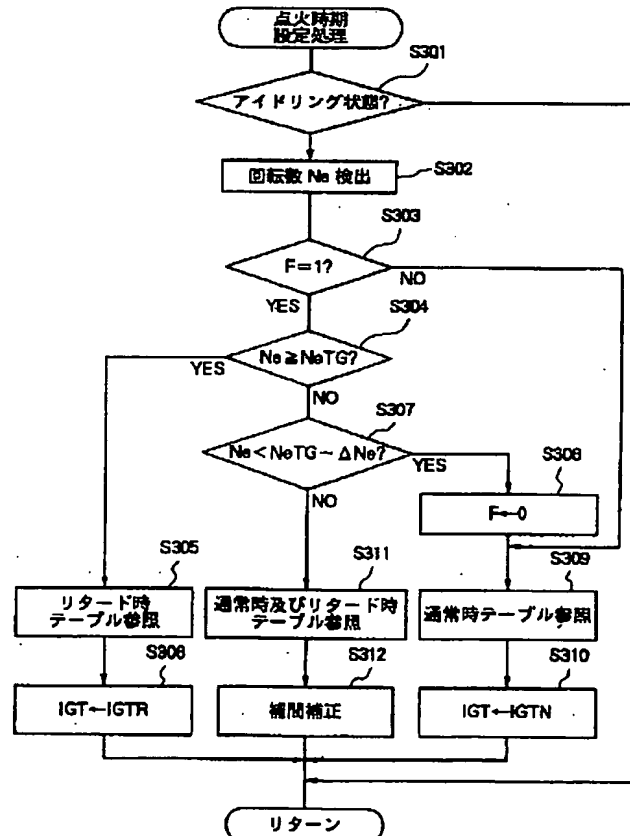 点火時期
設定処理
S301
アイドリング状態?
回転数 Ne 検出
S302
S303
F=1?
NO
YES
S304
Ne≧NeTG?
YES
NO
S307
Ne<NeTG-ΔNe?
YES
NO
S308
F←0
S305
リタード時
テーブル参照
S311
通常時及びリタード時
テーブル参照
S309
通常時テーブル参照
S306
IGT←IGTR
S312
補間補正
S310
IGT←IGTN
リターン